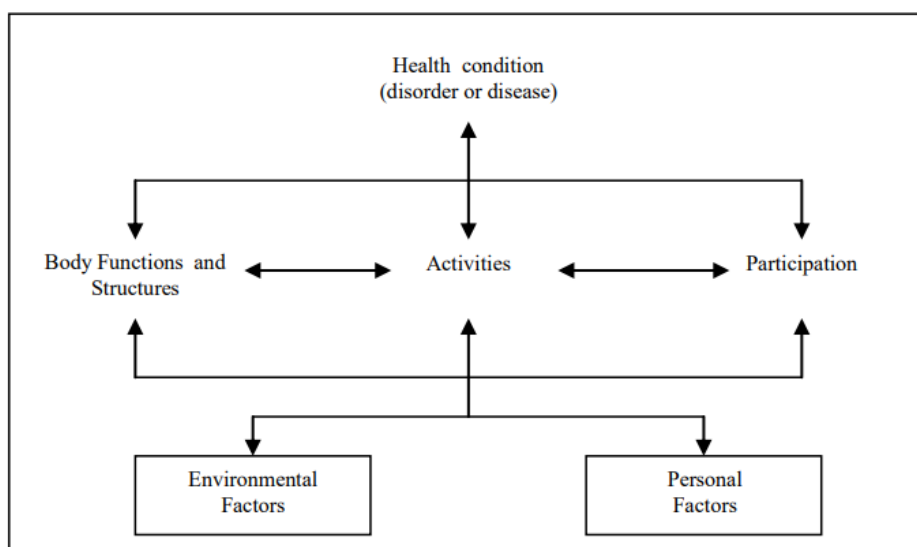 Health condition
(disorder or disease)
Body Functions and
Structures
Activities
Participation
Environmental
Factors
Personal
Factors